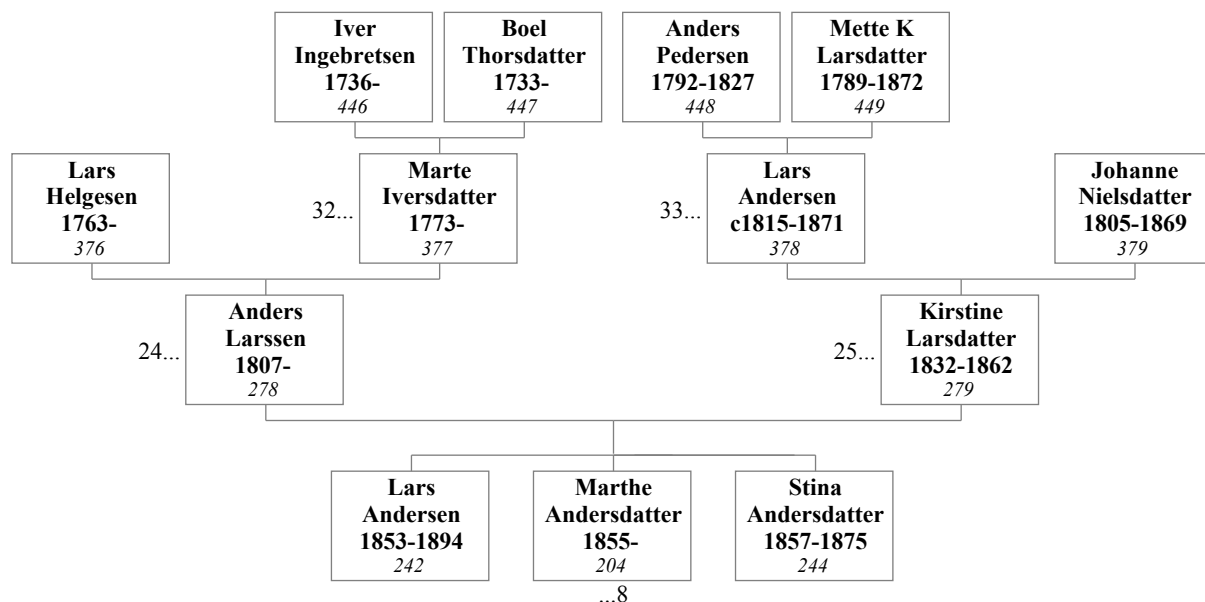 Iver
Ingebretsen
1736-
446
Boel
Thorsdatter
1733-
447
Anders
Pedersen
1792-1827
448
Mette K
Larsdatter
1789-1872
449
Lars
Helgesen
1763-
376
32...
Marte
Iversdatter
1773-
377
33...
Lars
Andersen
c1815-1871
378
Johanne
Nielsdatter
1805-1869
379
24...
Anders
Larssen
1807-
278
25...
Kirstine
Larsdatter
1832-1862
279
Lars
Andersen
1853-1894
242
Marthe
Andersdatter
1855-
204
...8
Stina
Andersdatter
1857-1875
244